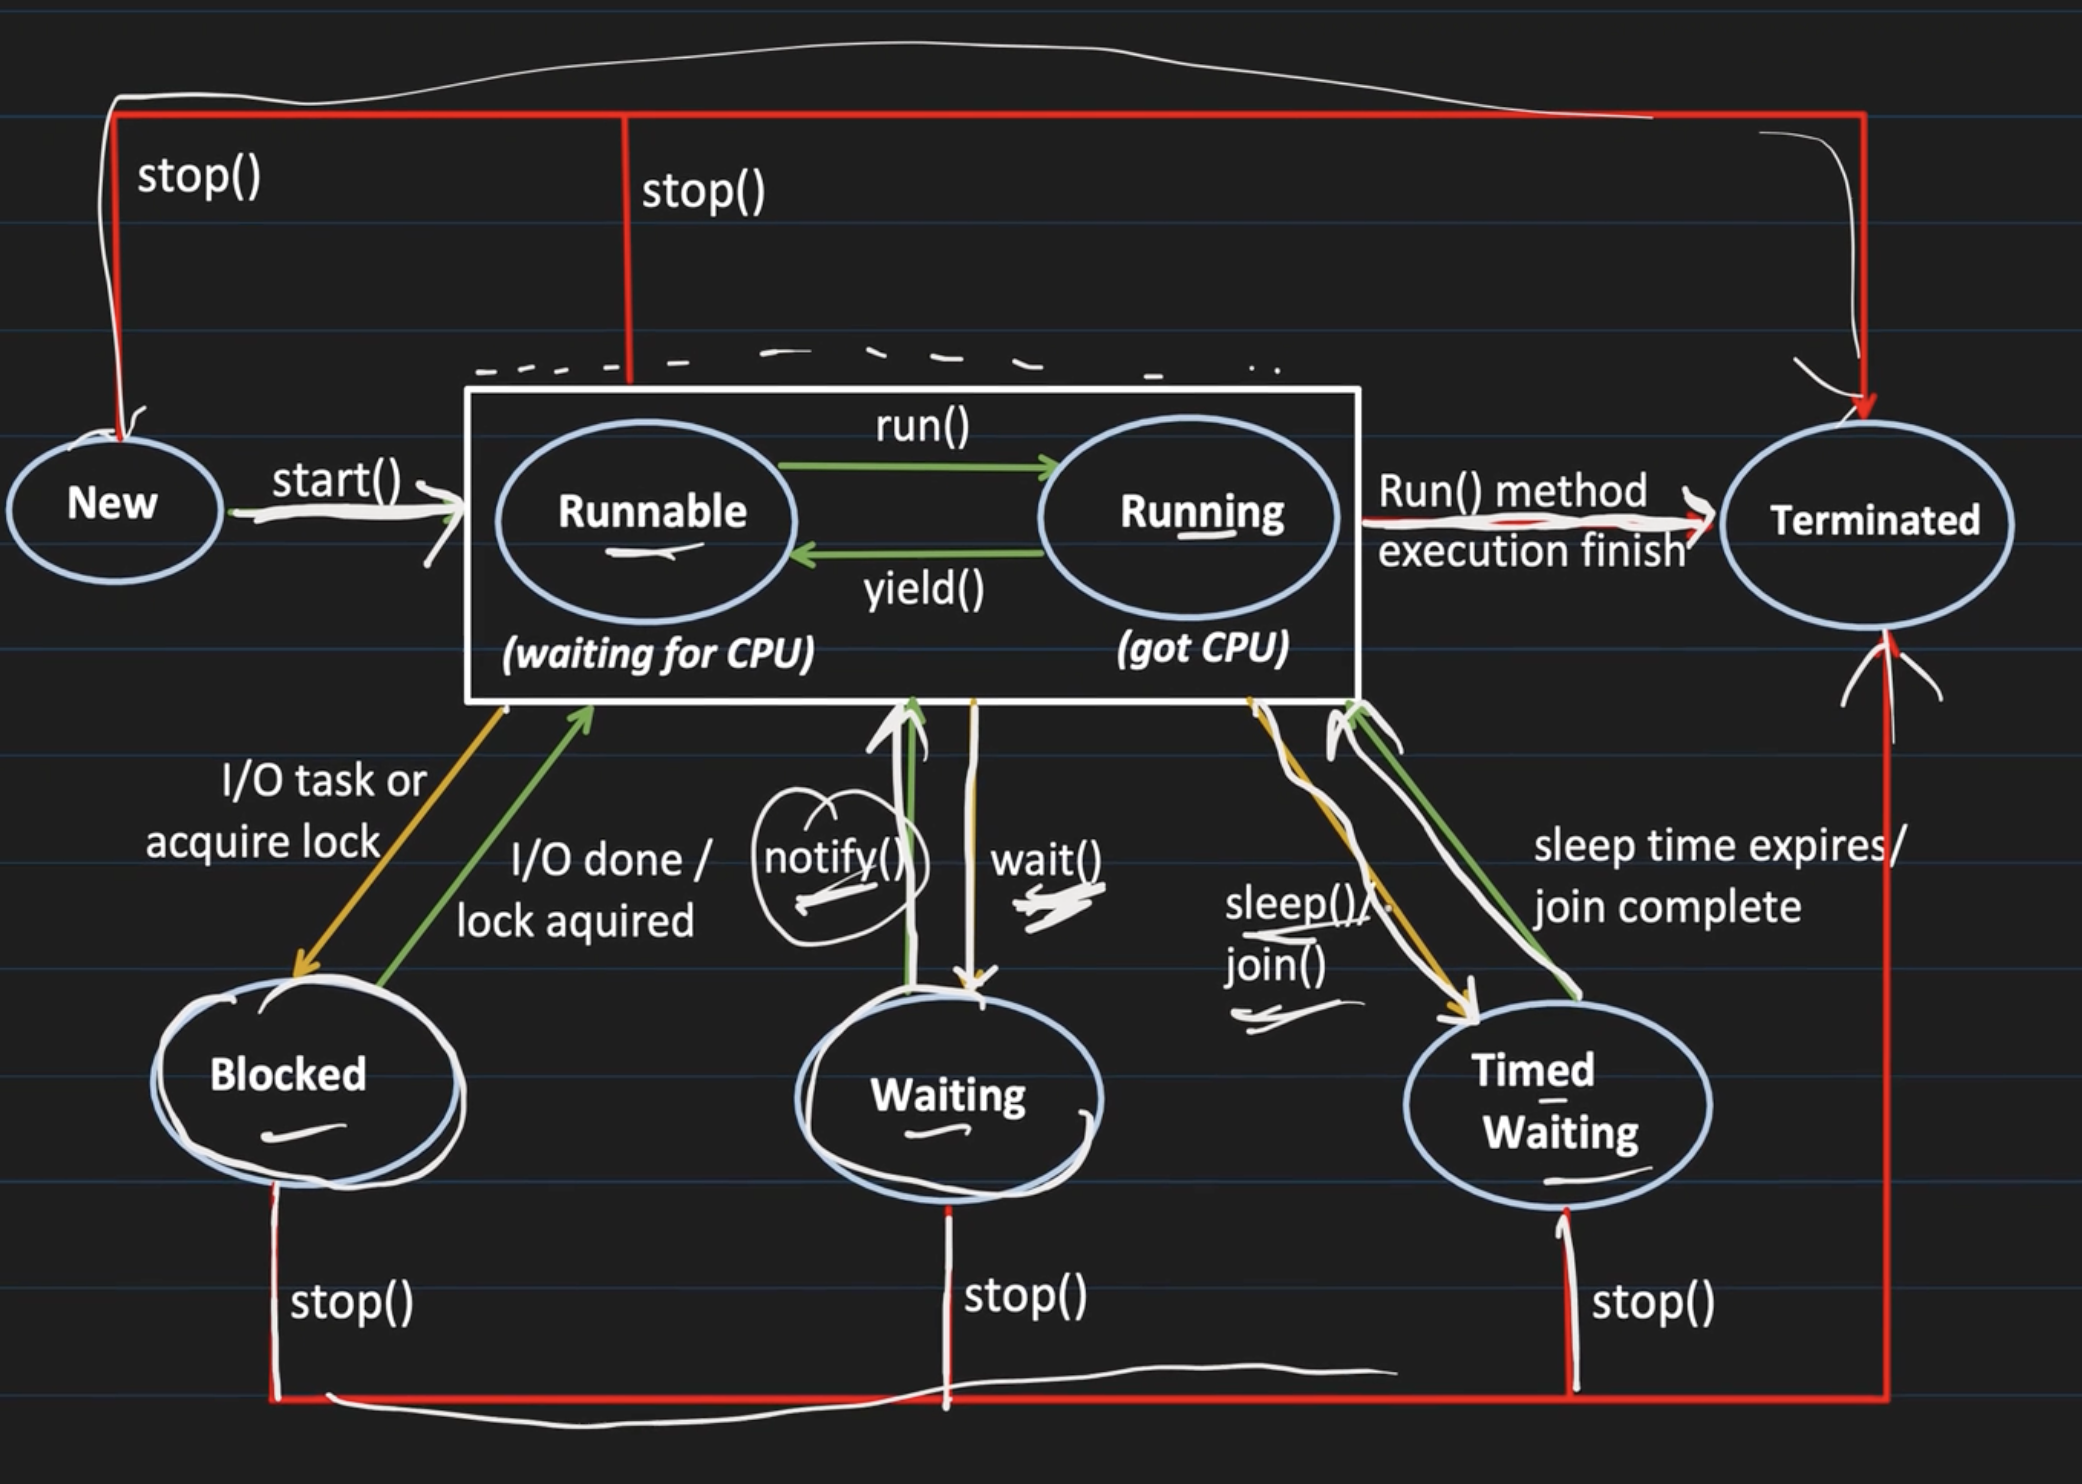 stop()
stop()
run()
New
start()
Runnable
Running
Run() method
execution finish
Terminated
yield()
(waiting for CPU)
(got CPU)
I/O task or
acquire lock
I/O done /
lock aquired
notify()
wait()
sleep()/
join()
sleep time expires/
join complete
Blocked
Waiting
Timed
Waiting
stop()
stop()
stop()